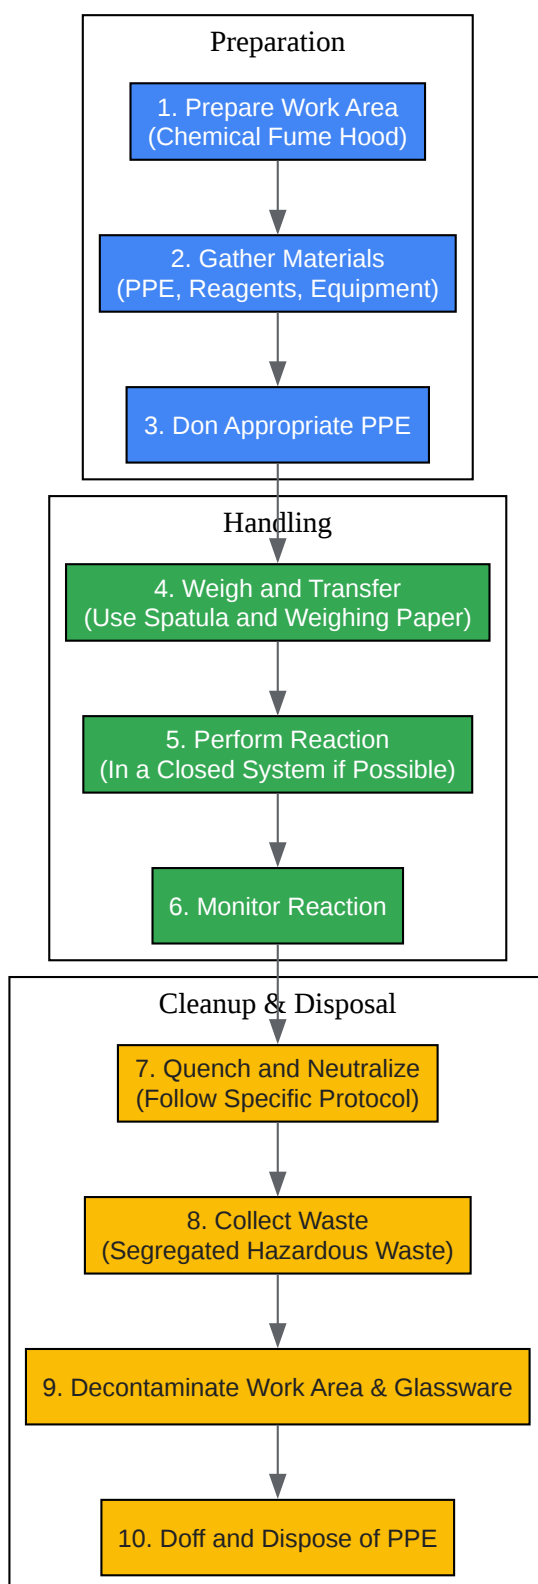 Preparation
1. Prepare Work Area
(Chemical Fume Hood)
2. Gather Materials
(PPE, Reagents, Equipment)
3. Don Appropriate PPE
Handling
4. Weigh and Transfer
(Use Spatula and Weighing Paper)
5. Perform Reaction
(In a Closed System if Possible)
6. Monitor Reaction
Cleanup & Disposal
7. Quench and Neutralize
(Follow Specific Protocol)
8. Collect Waste
(Segregated Hazardous Waste)
9. Decontaminate Work Area & Glassware
10. Doff and Dispose of PPE